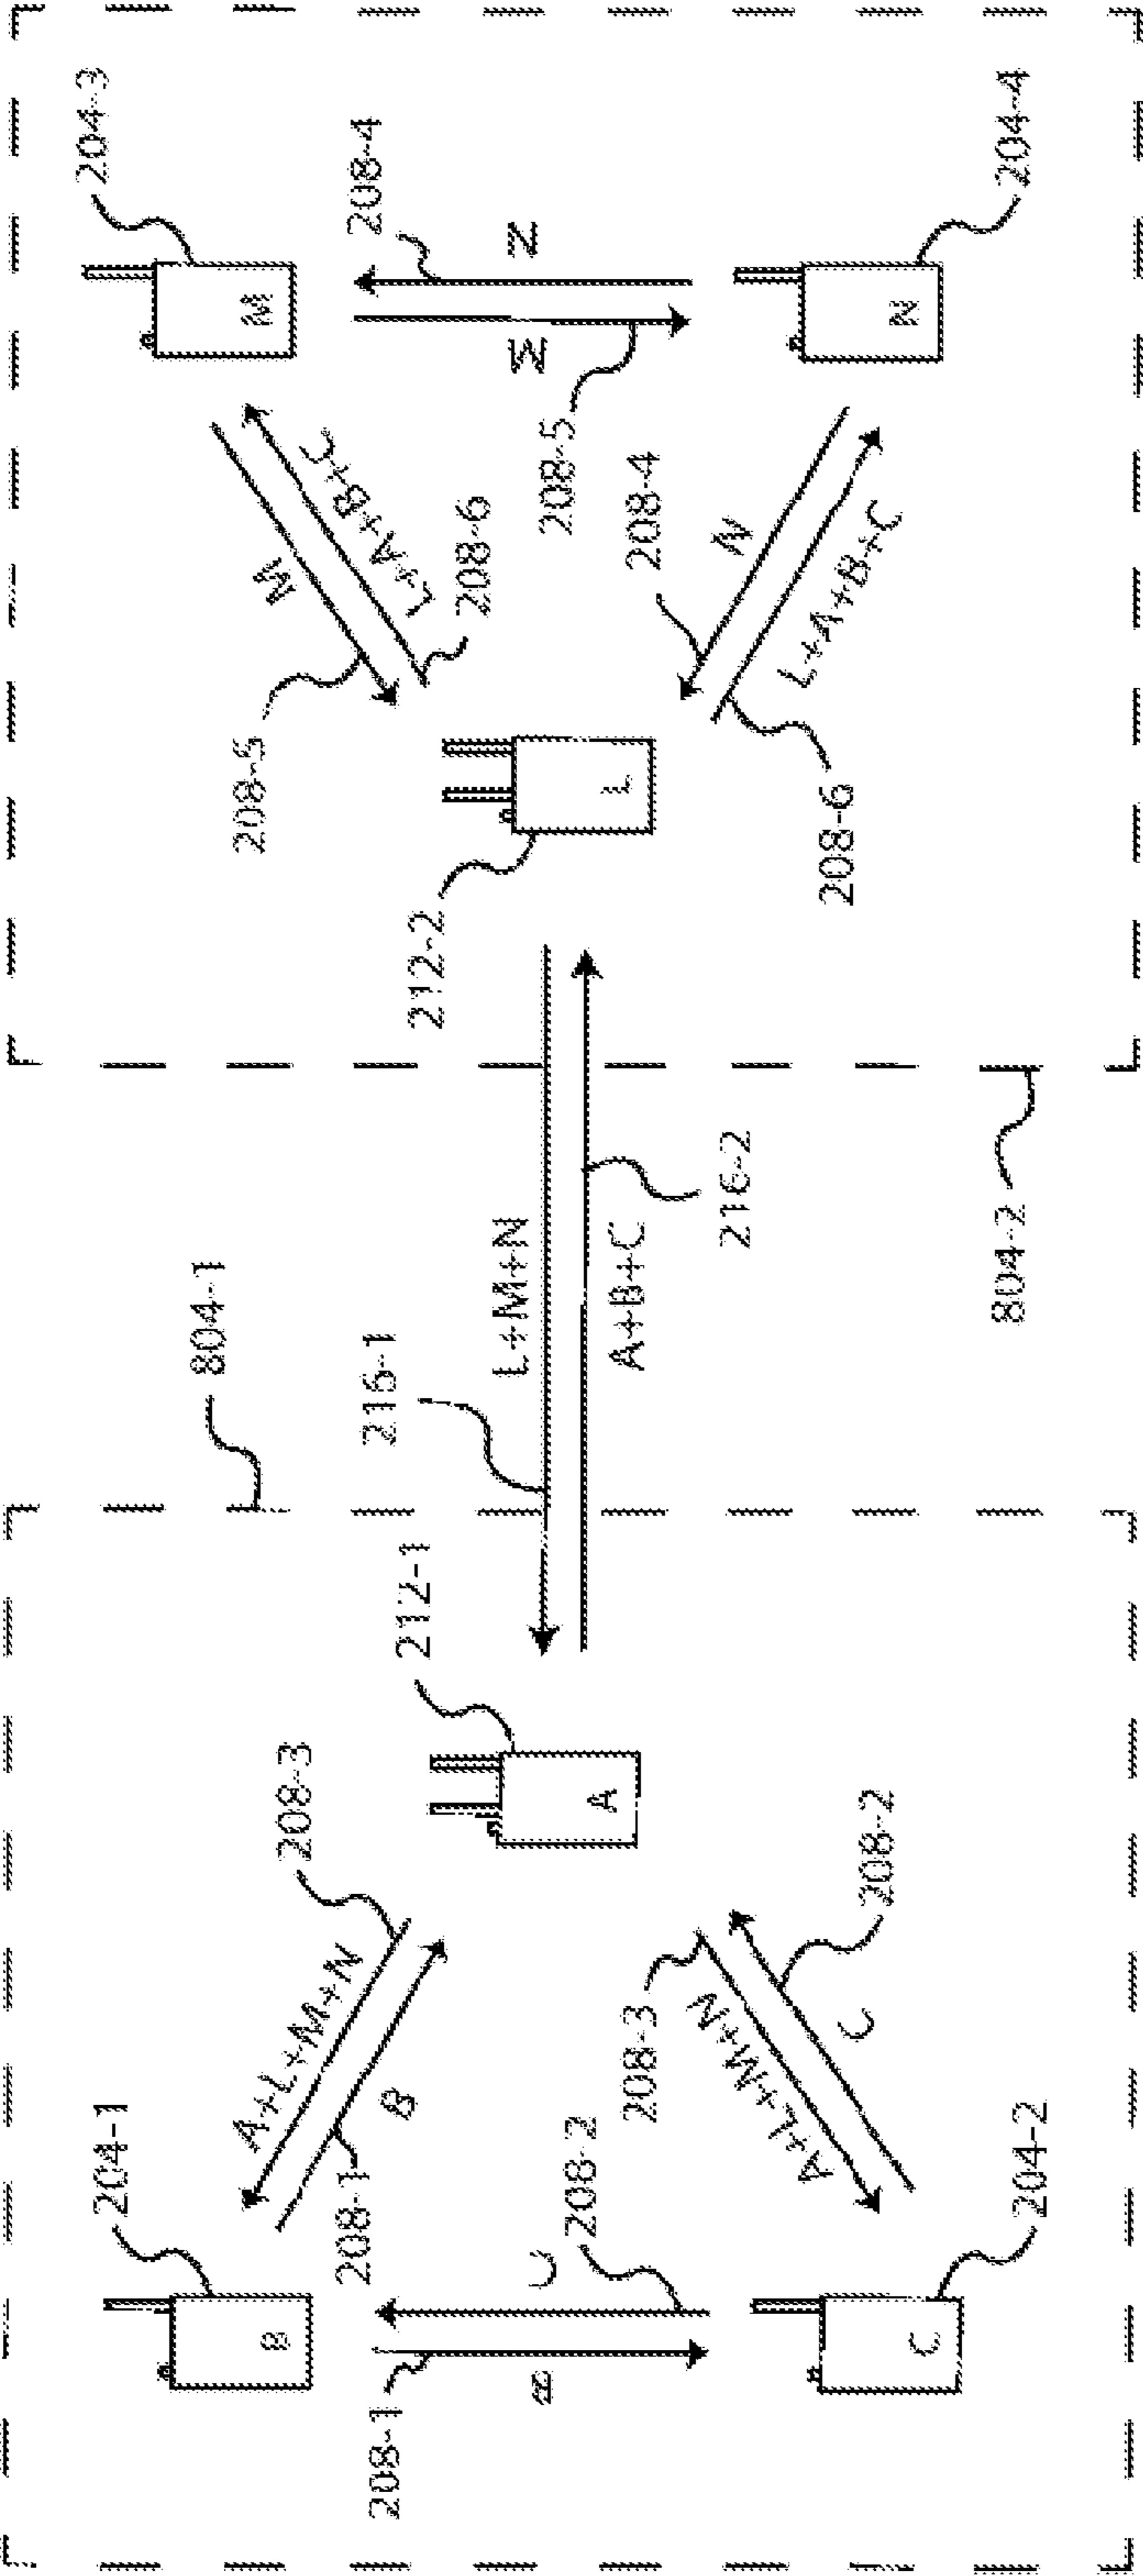 804-1
204-1
B
208-1
A+L+M+N
208-3
B
208-1
212-1
A
B
C
208-2
208-3
A+L+M+N
C
208-2
C
204-2
216-1
L+M+N
A+B+C
216-2
804-2
204-3
M
208-5
M
L+A+B+C
208-6
212-2
L
208-4
N
M
208-5
208-4
N
L+A+B+C
208-6
N
204-4